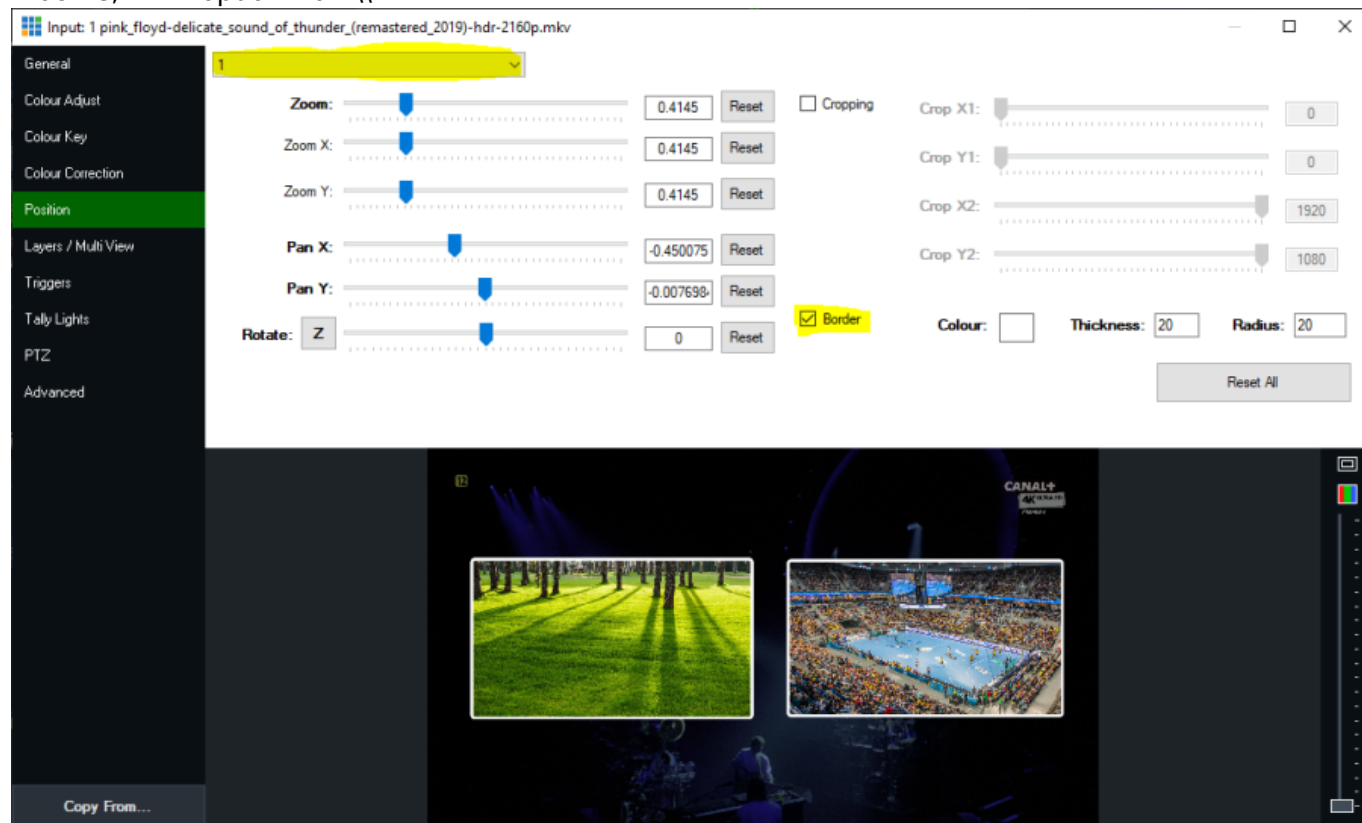 Input: 1 pink_floyd-delicate_sound_of_thunder_(remastered_2019)-hdr-2160p.mkv
General
Colour Adjust
Colour Key
Colour Correction
Position
Layers / Multi View
Triggers
Tally Lights
PTZ
Advanced
Copy From...
1
Zoom: 0.4145 Reset
Zoom X: 0.4145 Reset
Zoom Y: 0.4145 Reset
Pan X: -0.450075 Reset
Pan Y: -0.007698 Reset
Rotate: Z 0 Reset
Cropping
Crop X1: 0
Crop Y1: 0
Crop X2: 1920
Crop Y2: 1080
Border Colour: Thickness: 20 Radius: 20
Reset All
12
CANAL+
4K ULTRA HD